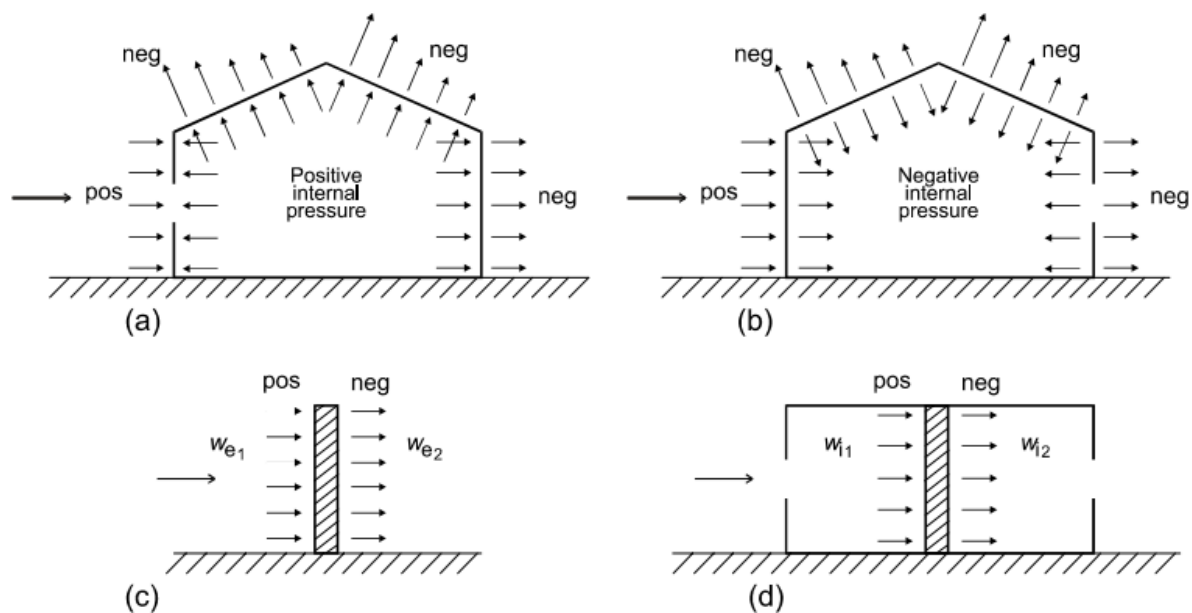 neg
neg
pos
Positive
internal
pressure
neg
(a)
neg
neg
pos
Negative
internal
pressure
neg
(b)
pos
neg
we1
we2
(c)
pos
neg
wi1
wi2
(d)